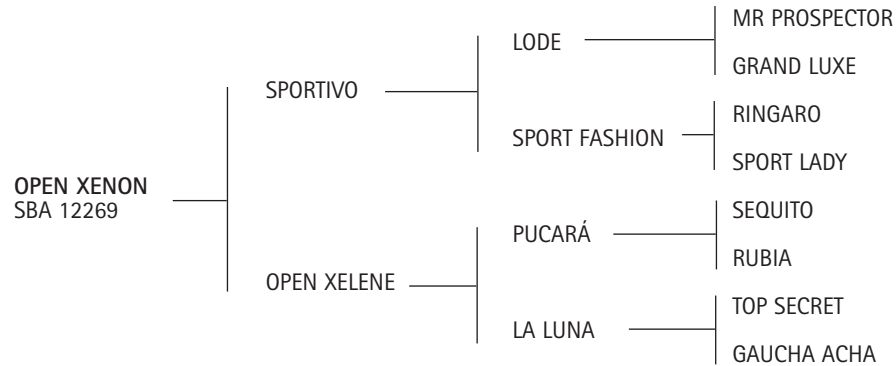 OPEN XENON
SBA 12269
SPORTIVO
OPEN XELENE
LODE
SPORT FASHION
PUCARÁ
LA LUNA
MR PROSPECTOR
GRAND LUXE
RINGARO
SPORT LADY
SEQUITO
RUBIA
TOP SECRET
GAUCHA ACHA